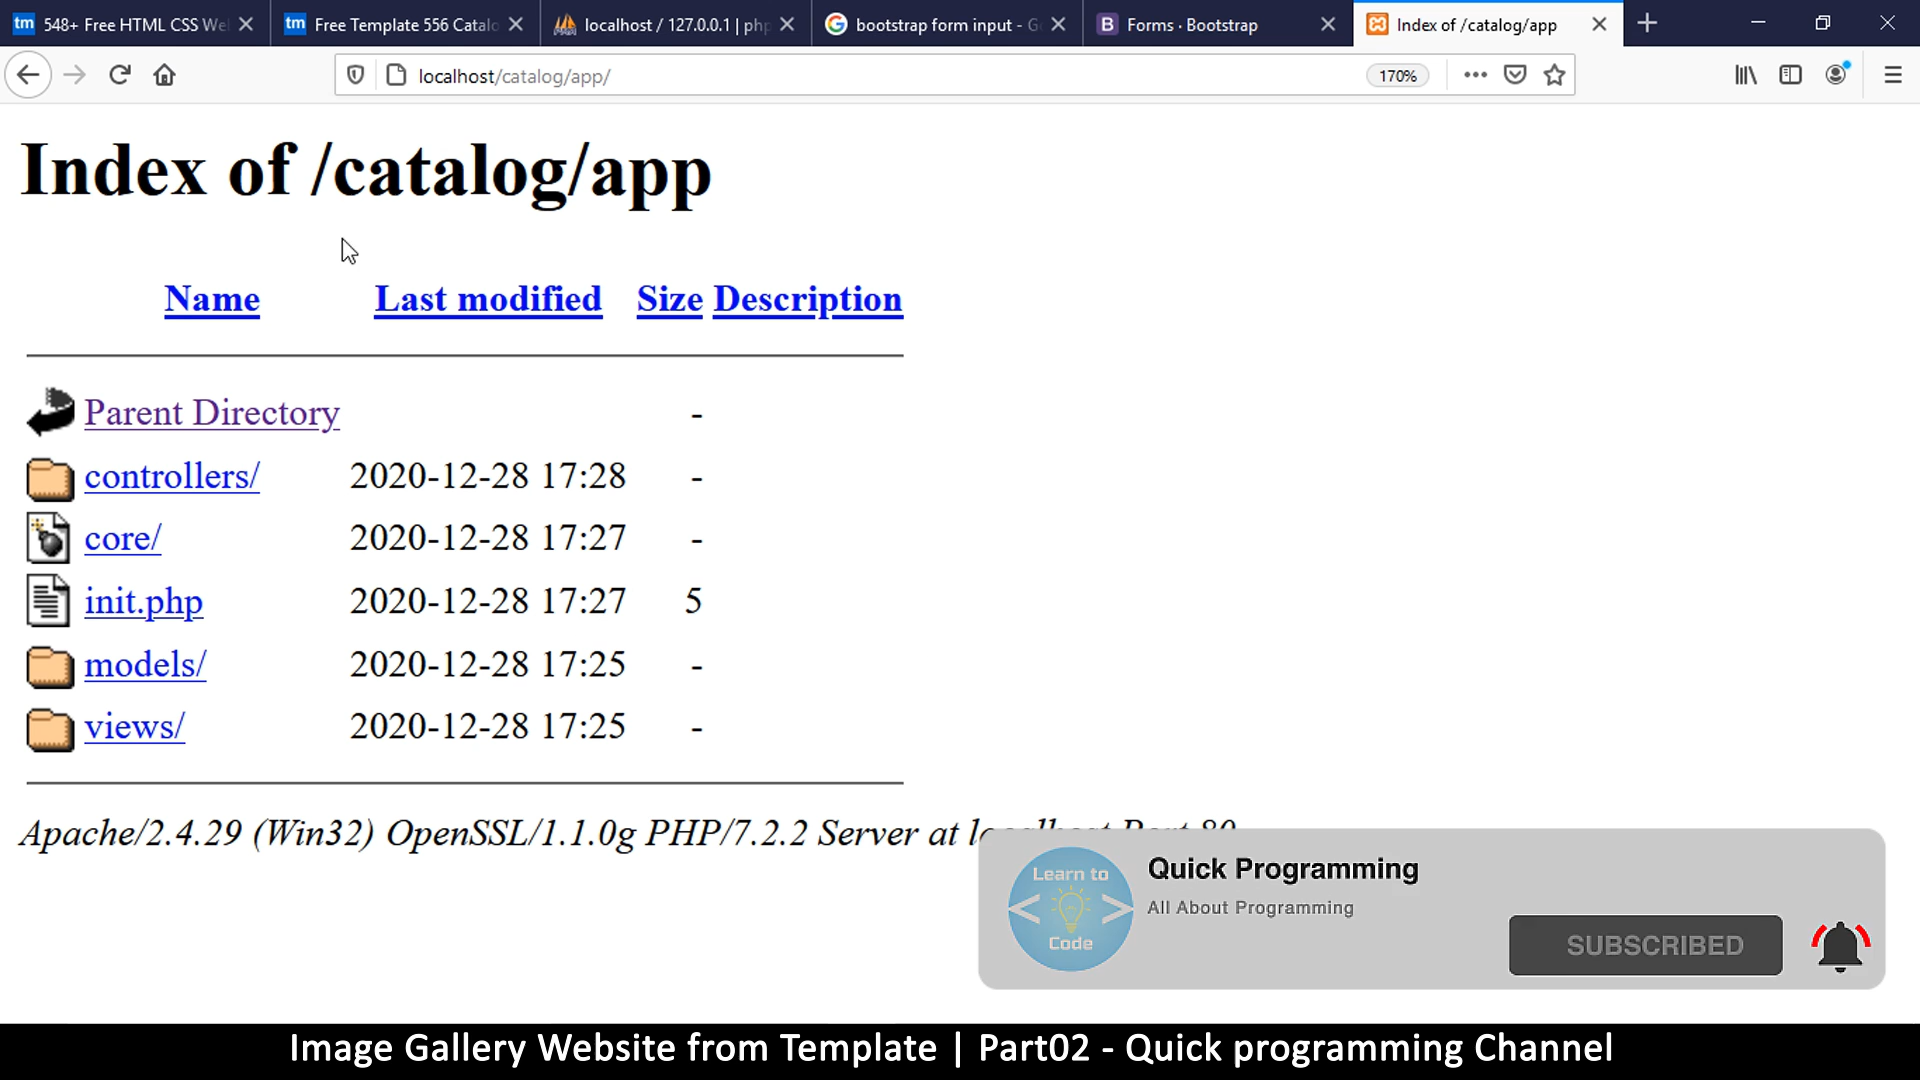 548+ Free HTML CSS We
Free Template 556 Catalo
localhost / 127.0.0.1 | php
bootstrap form input - G
Forms · Bootstrap
Index of /catalog/app
localhost/catalog/app/
170%
Index of /catalog/app
Name Last modified Size Description
Parent Directory -
controllers/ 2020-12-28 17:28 -
core/ 2020-12-28 17:27 -
init.php 2020-12-28 17:27 5
models/ 2020-12-28 17:25 -
views/ 2020-12-28 17:25 -
Apache/2.4.29 (Win32) OpenSSL/1.1.0g PHP/7.2.2 Server at localhost Port 80
Learn to
< >
Code
Quick Programming
All About Programming
SUBSCRIBED
Image Gallery Website from Template | Part02 - Quick programming Channel